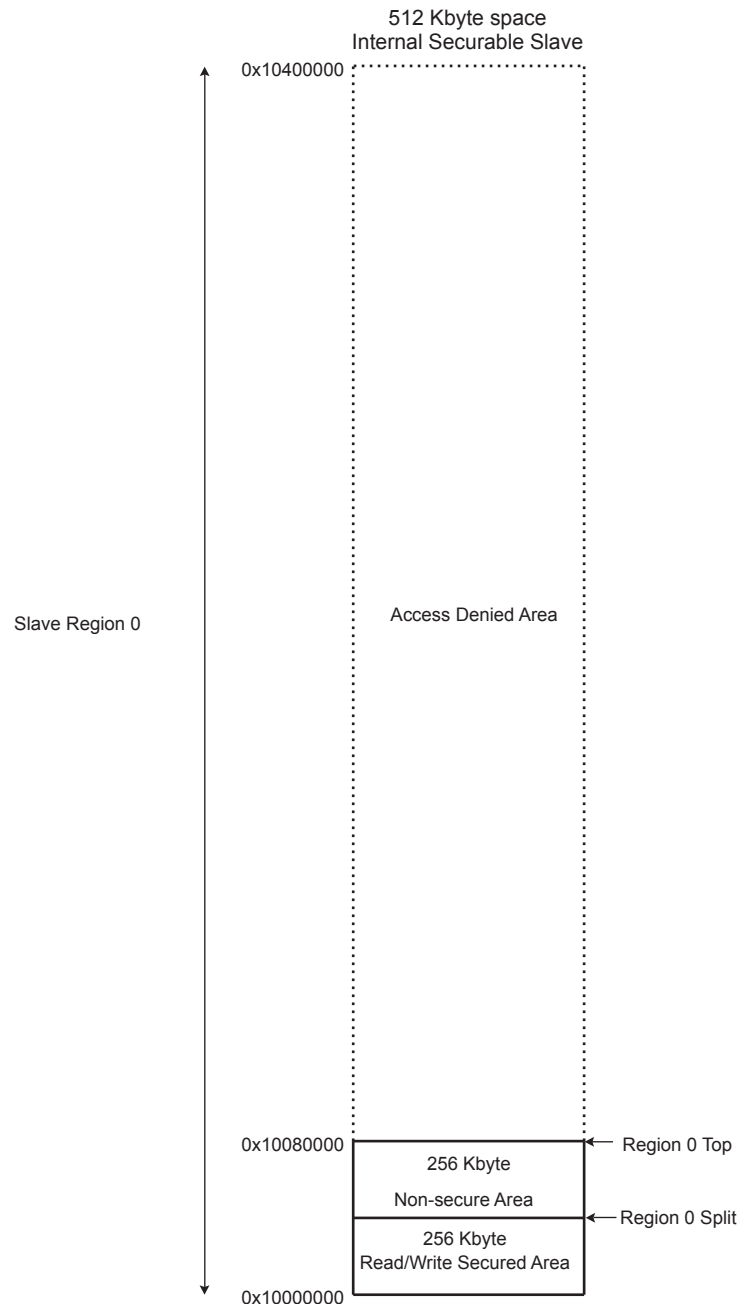 512 Kbyte space
Internal Securable Slave
0x10400000
Slave Region 0
Access Denied Area
0x10080000
Region 0 Top
256 Kbyte
Non-secure Area
Region 0 Split
256 Kbyte
Read/Write Secured Area
0x10000000